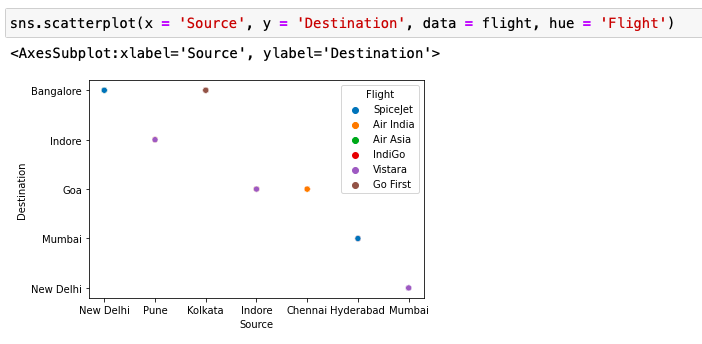 sns.scatterplot(x = 'Source', y = 'Destination', data = flight, hue = 'Flight')
<AxesSubplot:xlabel='Source', ylabel='Destination'>
Flight
SpiceJet
Air India
Air Asia
IndiGo
Vistara
Go First
Bangalore
Indore
Goa
Mumbai
New Delhi
Destination
New Delhi Pune Kolkata Indore Chennai Hyderabad Mumbai
Source